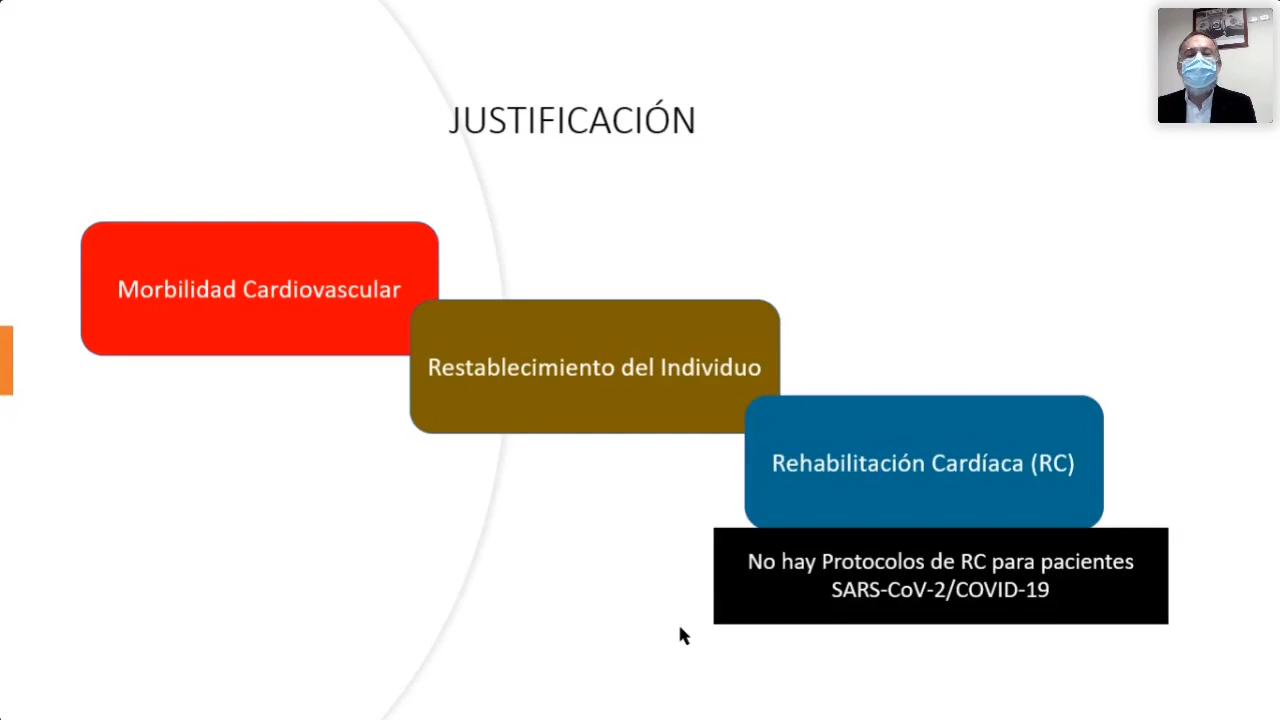 JUSTIFICACIÓN
Morbilidad Cardiovascular
Restablecimiento del Individuo
Rehabilitación Cardíaca (RC)
No hay Protocolos de RC para pacientes
SARS-CoV-2/COVID-19